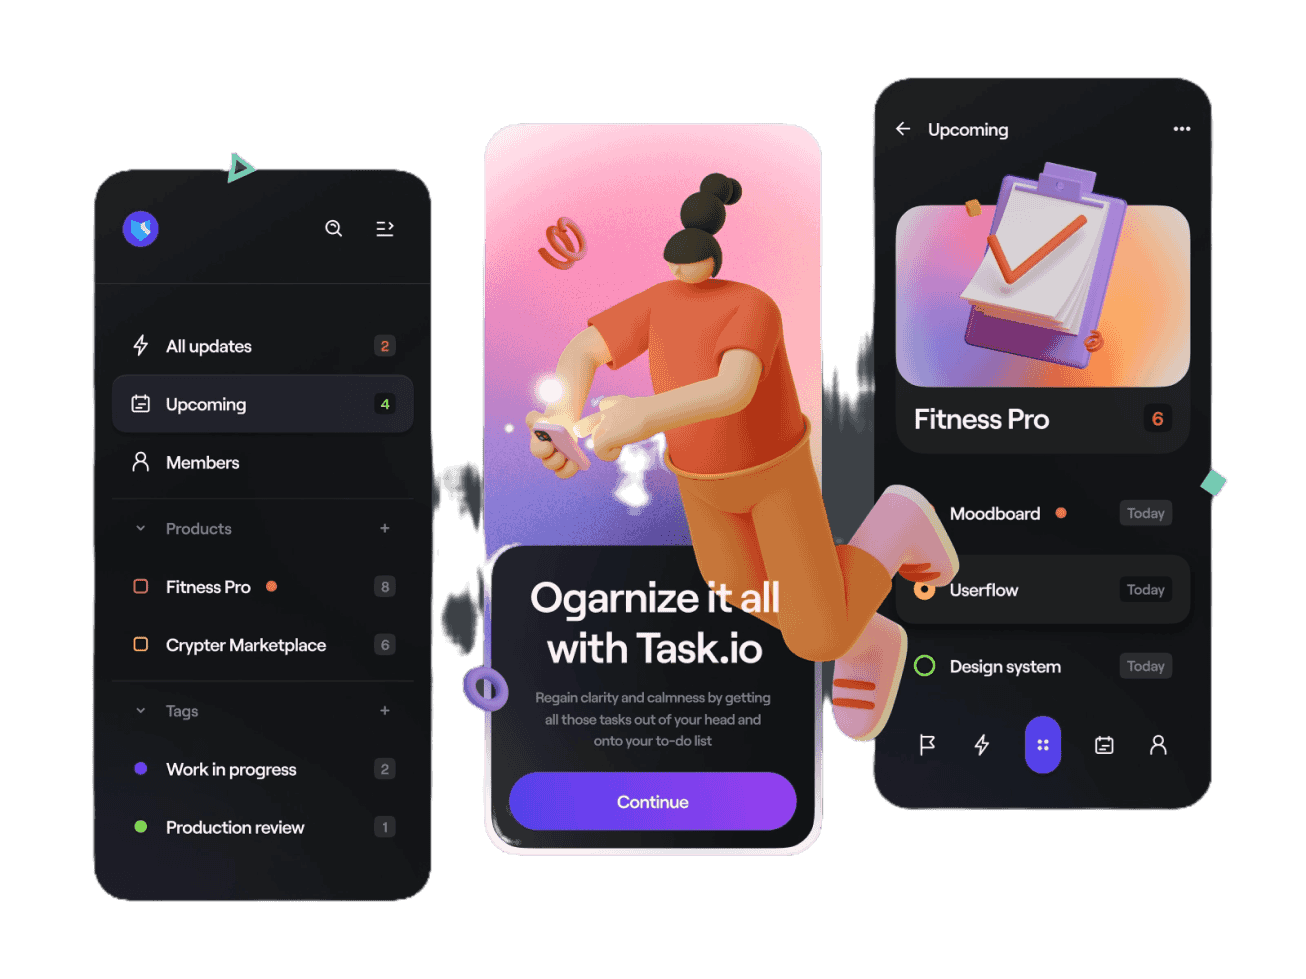 All updates 2
Upcoming 4
Members
Products
Fitness Pro 8
Crypter Marketplace 6
Tags
Work in progress 2
Production review 1
Ogarnize it all
with Task.io
Regain clarity and calmness by getting
all those tasks out of your head and
onto your to-do list
Continue
Upcoming
Fitness Pro 6
Moodboard Today
Userflow Today
Design system Today